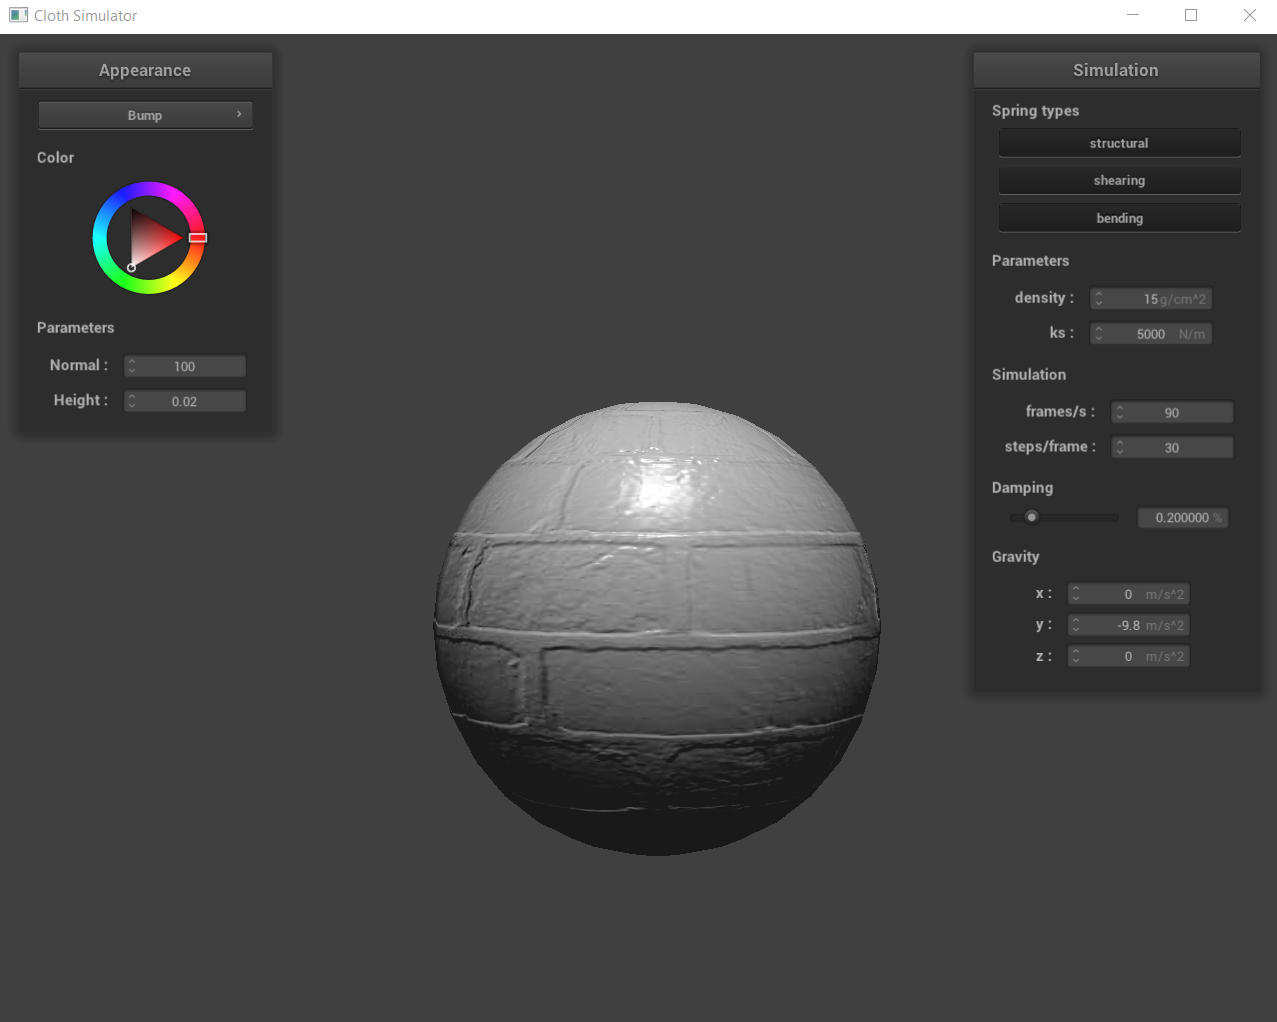 Cloth Simulator
Appearance
Bump
Color
Parameters
Normal : 100
Height : 0.02
Simulation
Spring types
structural
shearing
bending
Parameters
density : 15 g/cm^2
ks : 5000 N/m
Simulation
frames/s : 90
steps/frame : 30
Damping
0.200000 %
Gravity
x : 0 m/s^2
y : -9.8 m/s^2
z : 0 m/s^2